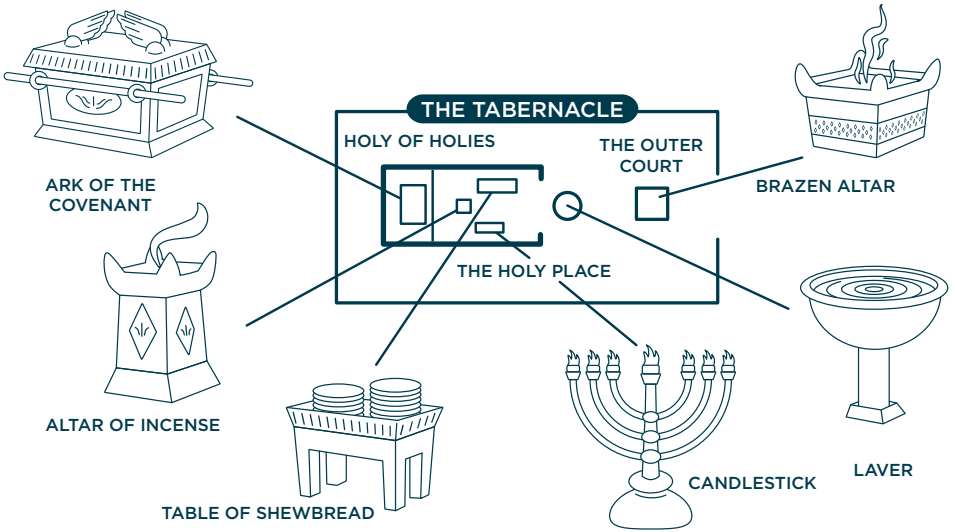 THE TABERNACLE
HOLY OF HOLIES
THE OUTER
COURT
BRAZEN ALTAR
ARK OF THE
COVENANT
THE HOLY PLACE
ALTAR OF INCENSE
LAVER
CANDLESTICK
TABLE OF SHEWBREAD